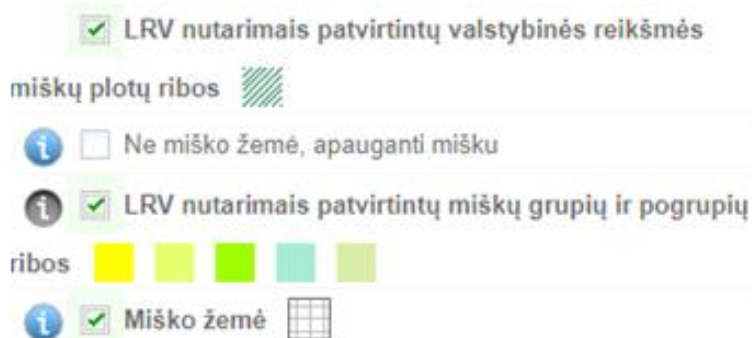 LRV nutarimais patvirtintų valstybinės reikšmės
miškų plotų ribos
Ne miško žemė, apauganti mišku
LRV nutarimais patvirtintų miškų grupių ir pogrupių
ribos
Miško žemė